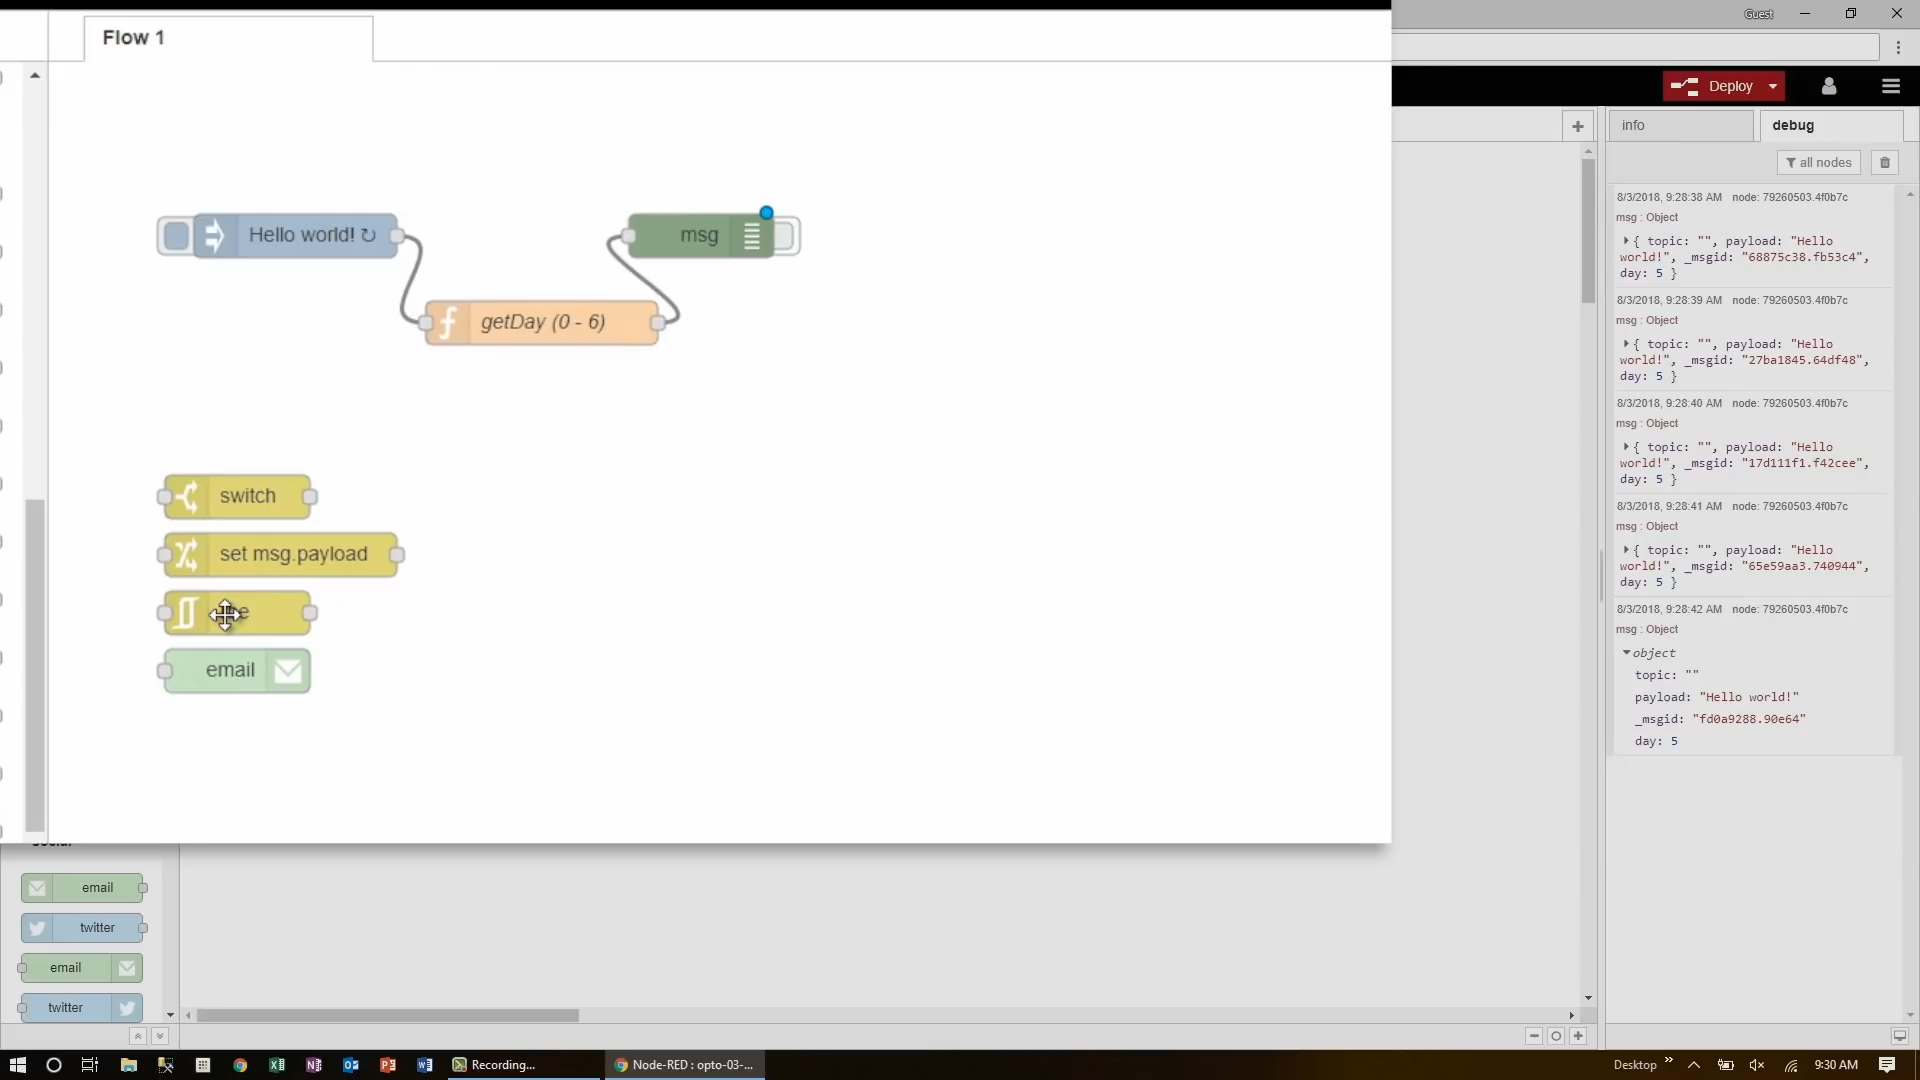 Guest
Flow 1
Deploy
info
debug
all nodes
Hello world! ↻
msg
getDay (0 - 6)
switch
set msg.payload
email
8/3/2018, 9:28:38 AM node: 79260503.4f0b7c
msg : Object
{ topic: "", payload: "Hello
world!", _msgid: "68875c38.fb53c4",
day: 5 }
8/3/2018, 9:28:39 AM node: 79260503.4f0b7c
msg : Object
{ topic: "", payload: "Hello
world!", _msgid: "27ba1845.64df48",
day: 5 }
8/3/2018, 9:28:40 AM node: 79260503.4f0b7c
msg : Object
{ topic: "", payload: "Hello
world!", _msgid: "17d111f1.f42cee",
day: 5 }
8/3/2018, 9:28:41 AM node: 79260503.4f0b7c
msg : Object
{ topic: "", payload: "Hello
world!", _msgid: "65e59aa3.740944",
day: 5 }
8/3/2018, 9:28:42 AM node: 79260503.4f0b7c
msg : Object
object
topic: ""
payload: "Hello world!"
_msgid: "fd0a9288.90e64"
day: 5
email
twitter
email
twitter
Recording...
Node-RED : opto-03-...
Desktop
9:30 AM